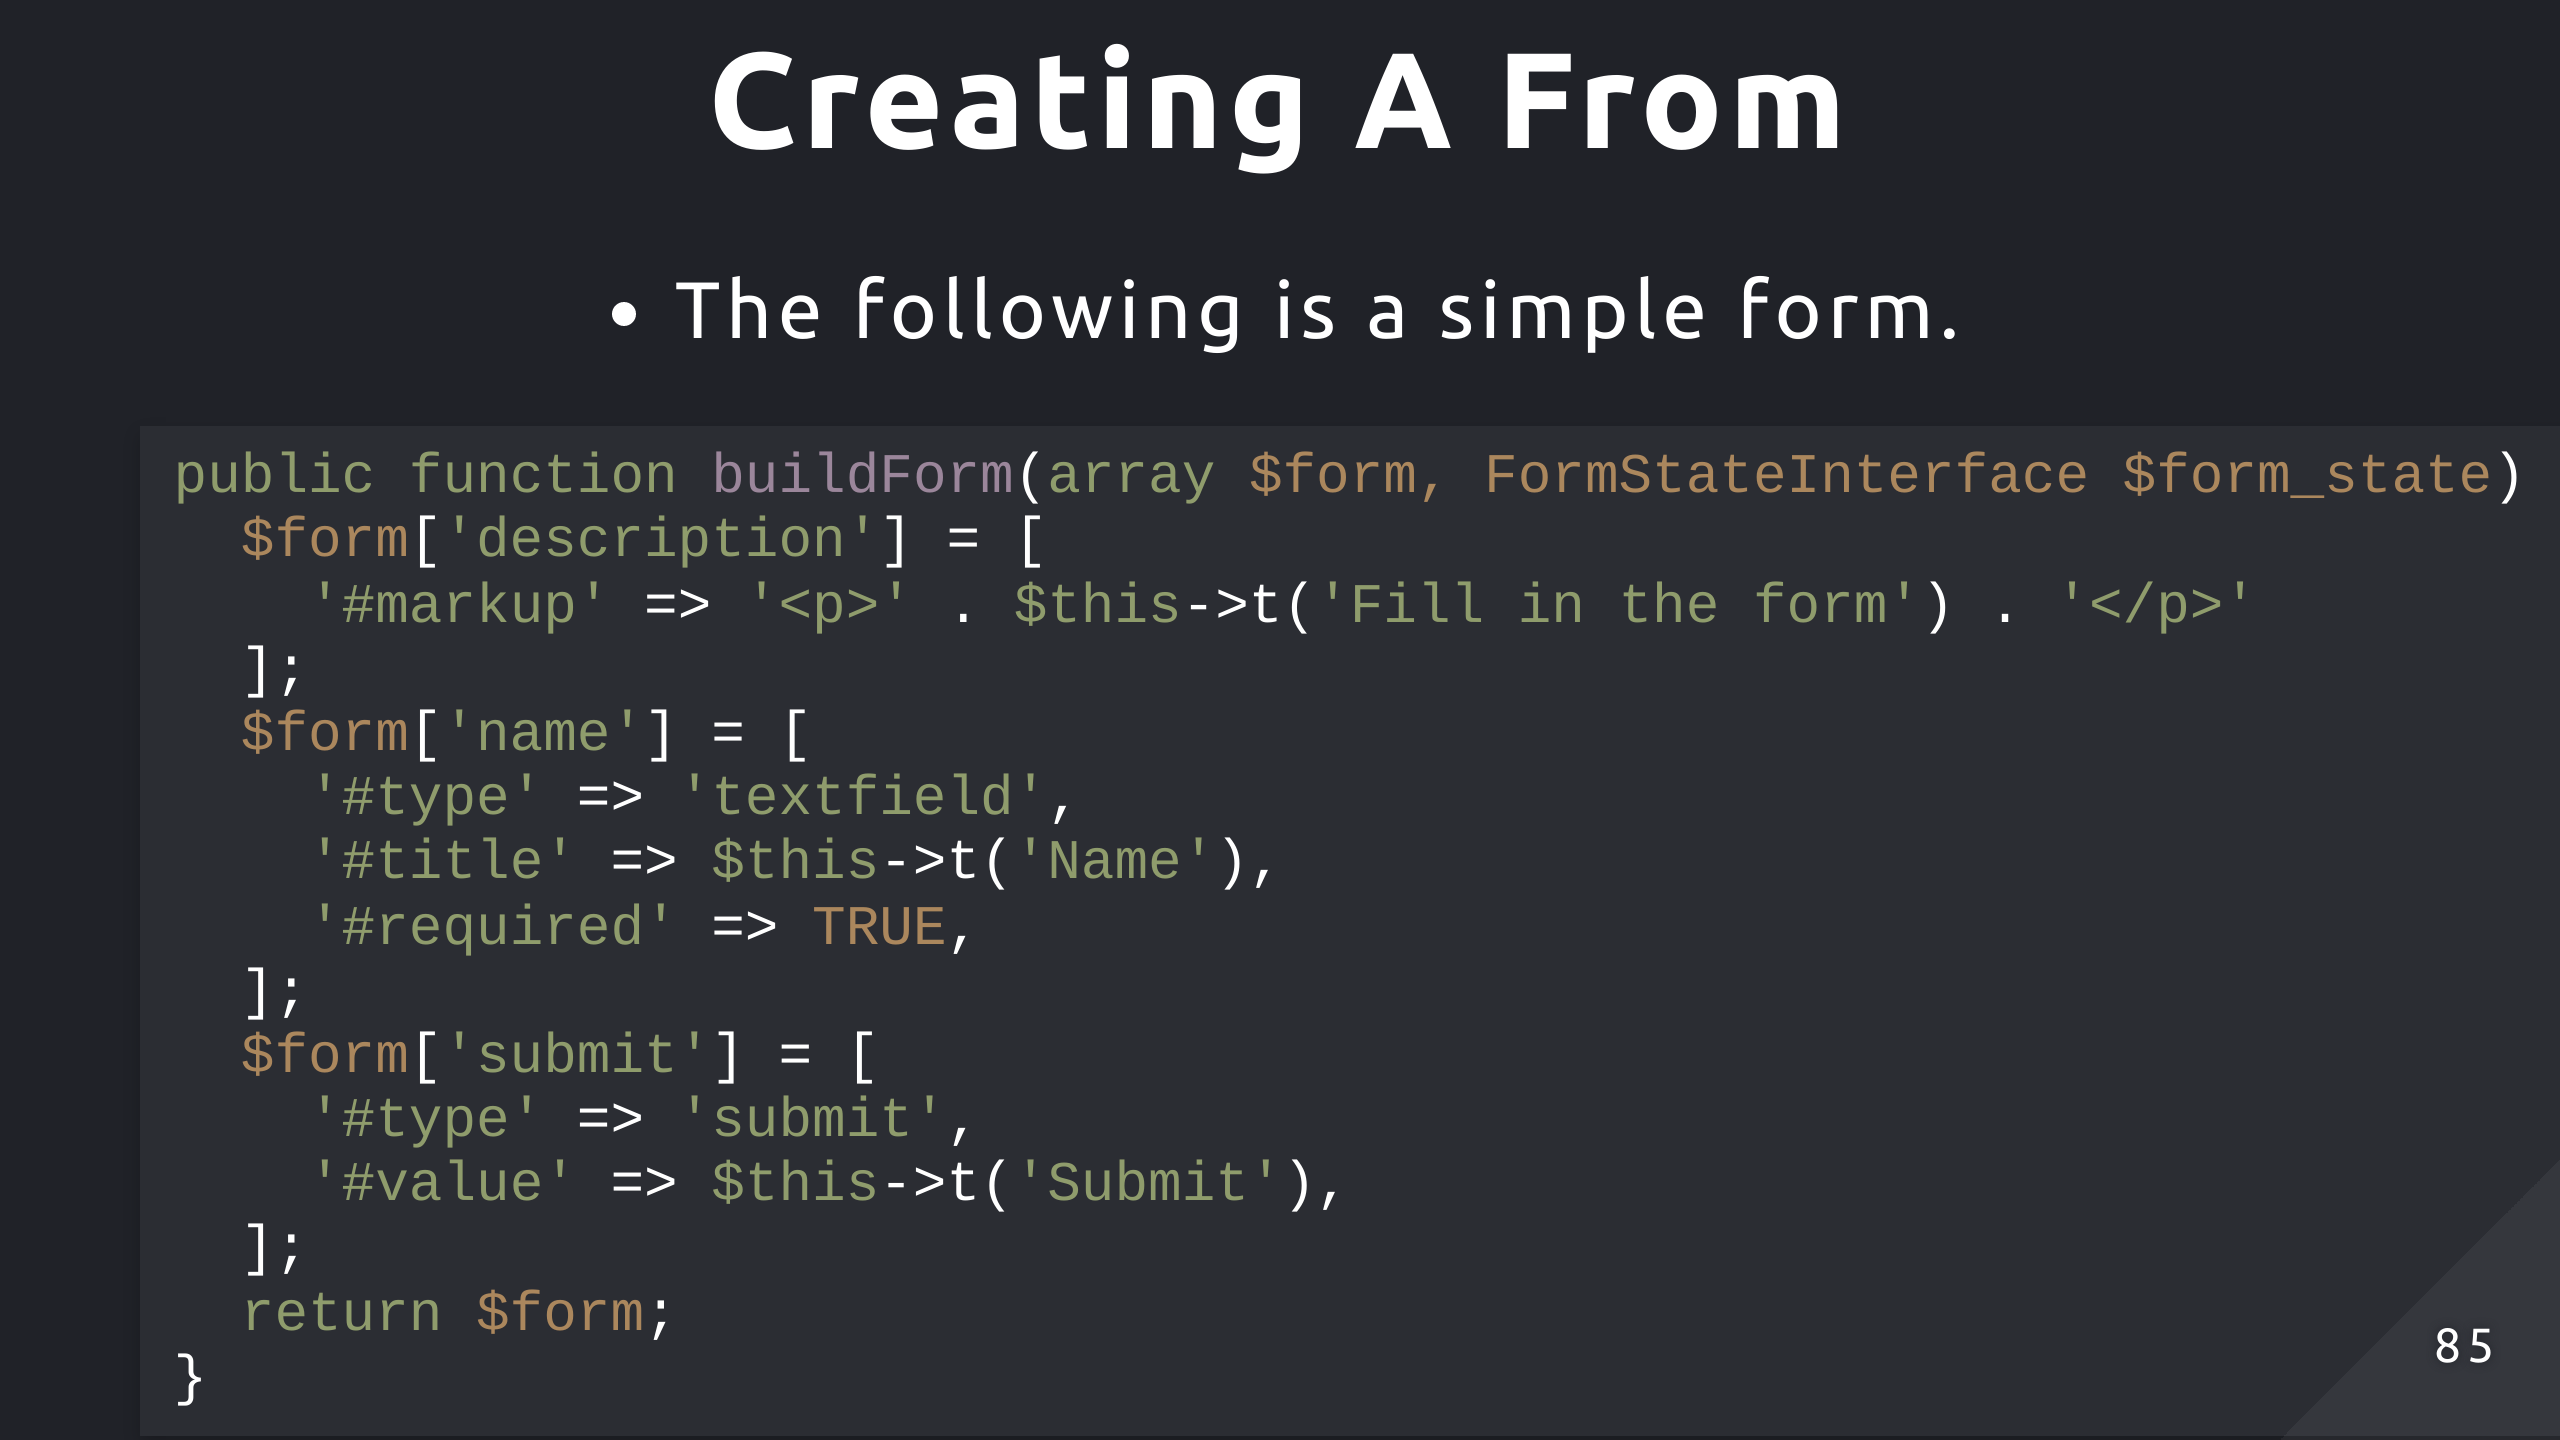 Creating A From
• The following is a simple form.
public function buildForm(array $form, FormStateInterface $form_state)
  $form['description'] = [
    '#markup' => '<p>' . $this->t('Fill in the form') . '</p>'
  ];
  $form['name'] = [
    '#type' => 'textfield',
    '#title' => $this->t('Name'),
    '#required' => TRUE,
  ];
  $form['submit'] = [
    '#type' => 'submit',
    '#value' => $this->t('Submit'),
  ];
  return $form;
}
85